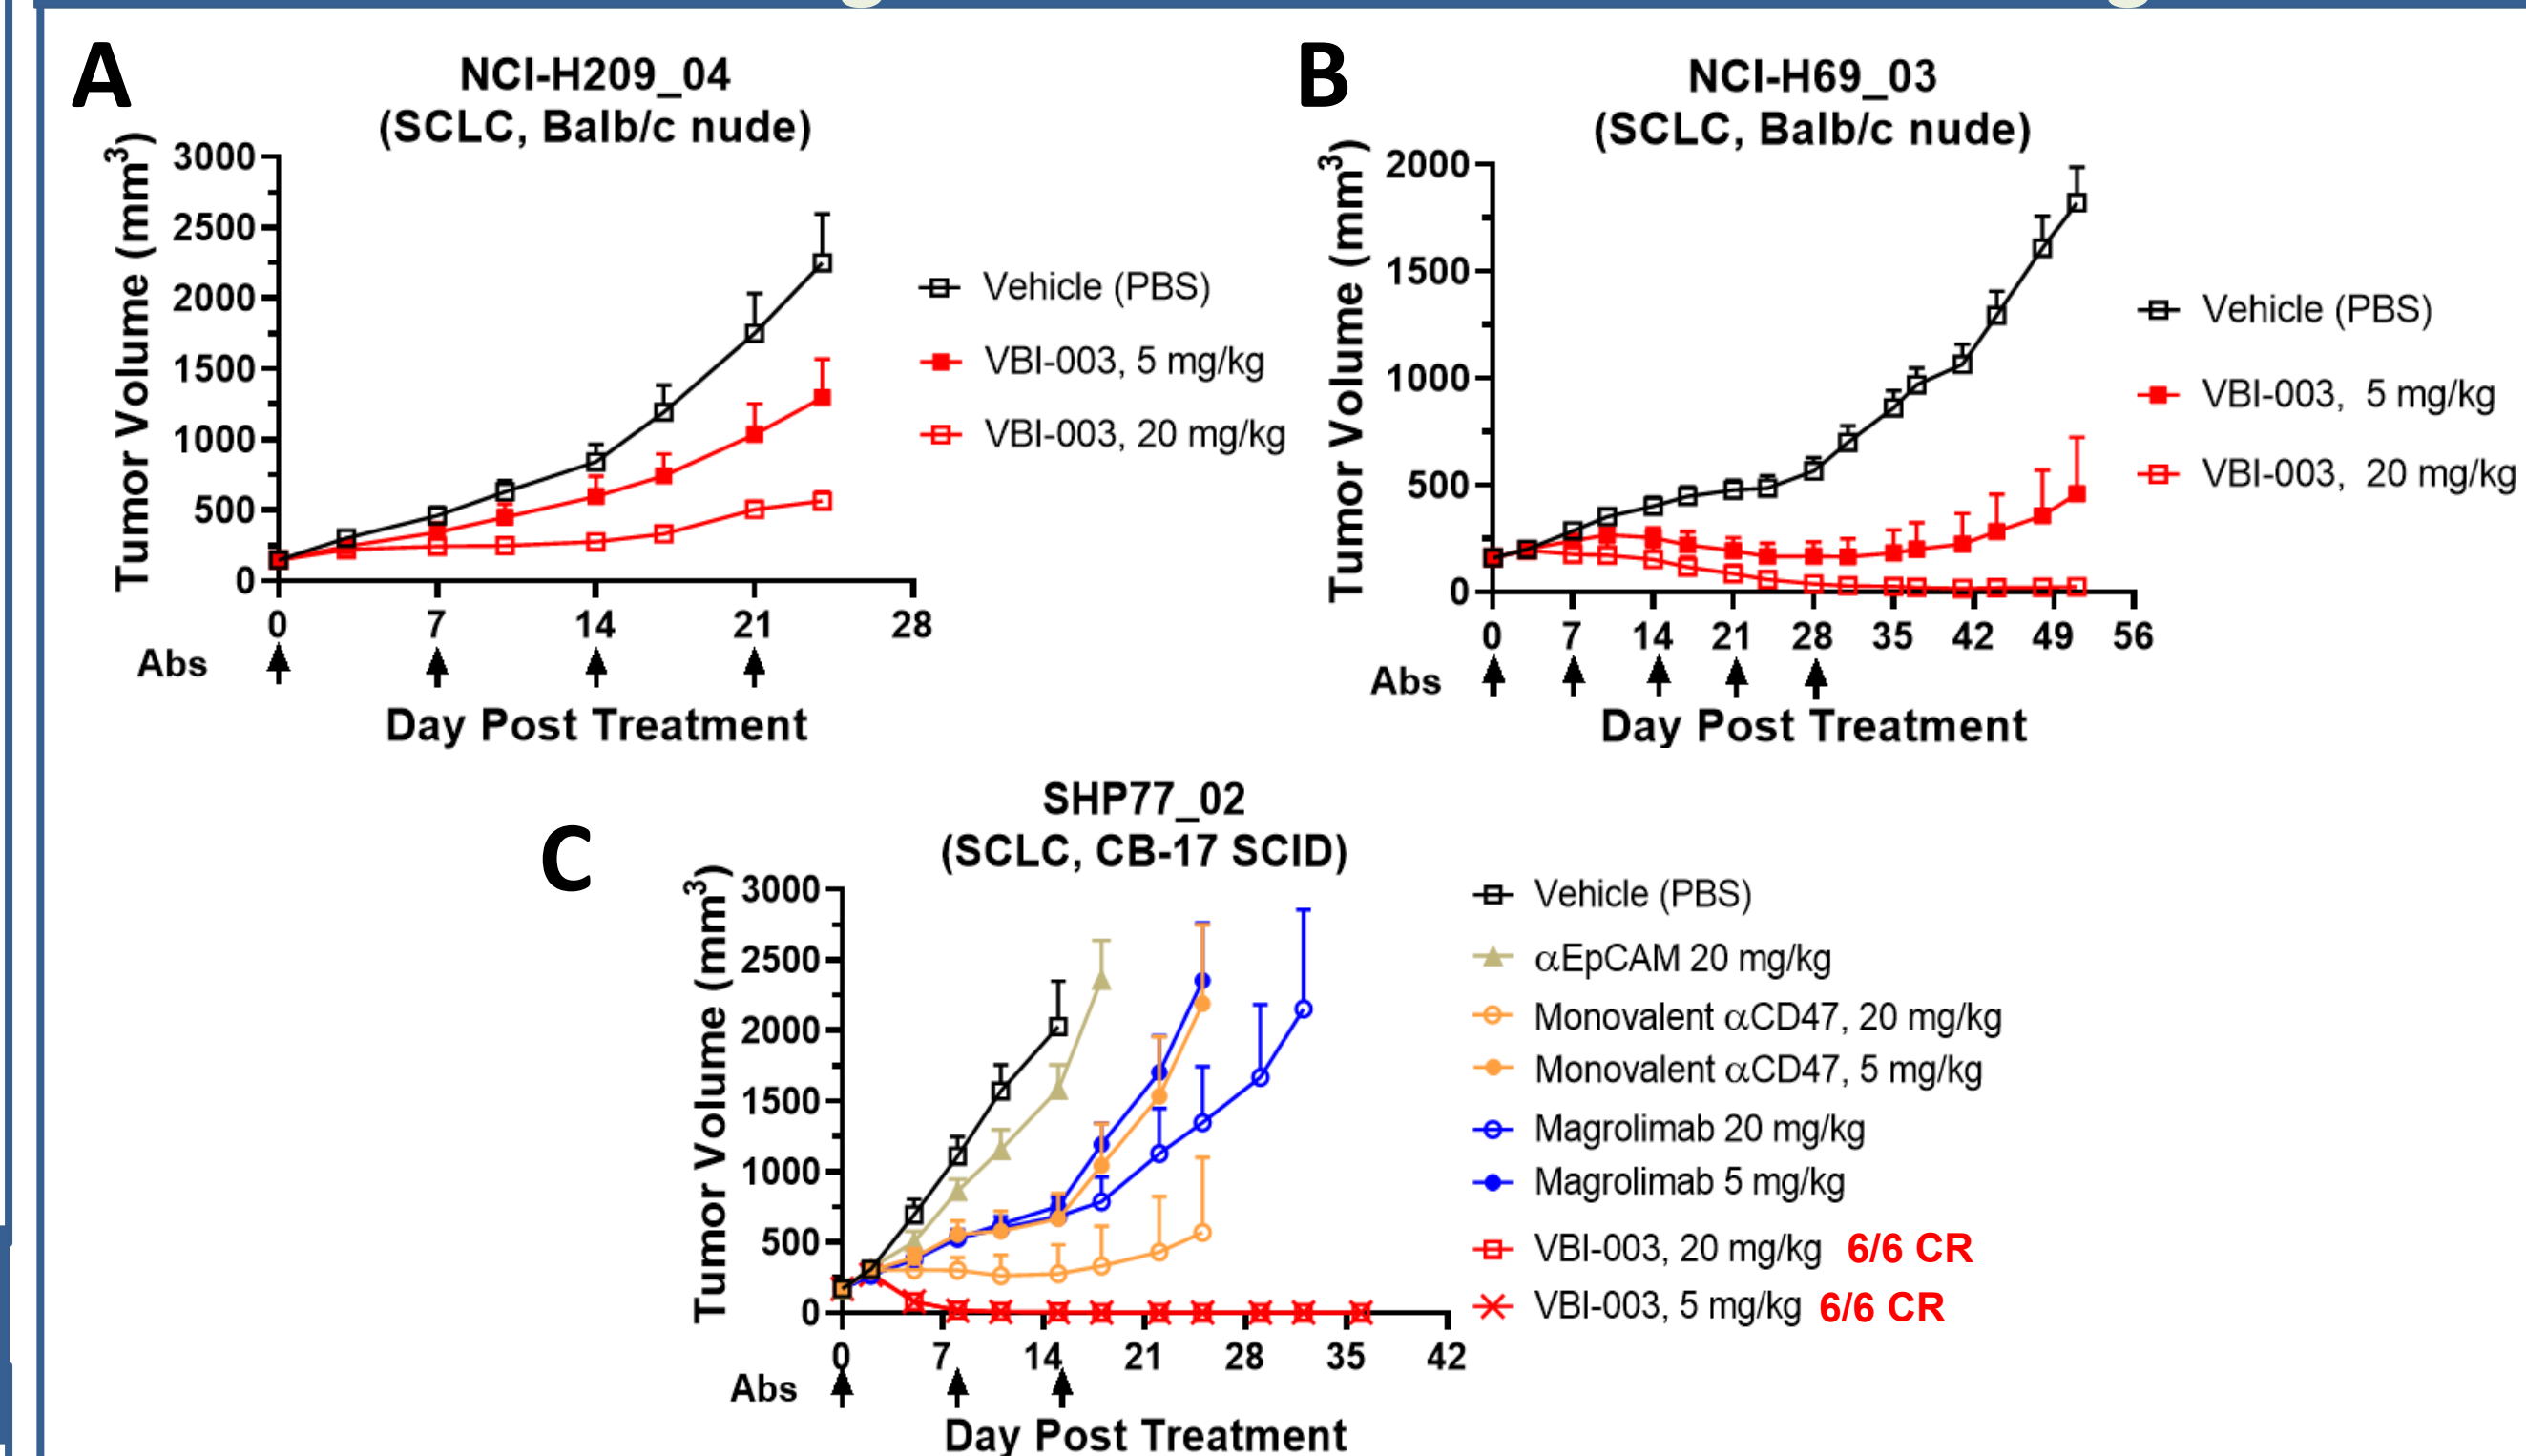 A
NCI-H209_04
(SCLC, Balb/c nude)
Tumor Volume (mm³)
3000
2500
2000
1500
1000
500
0
0 7 14 21 28
Abs
Day Post Treatment
Vehicle (PBS)
VBI-003, 5 mg/kg
VBI-003, 20 mg/kg
B
NCI-H69_03
(SCLC, Balb/c nude)
Tumor Volume (mm³)
2000
1500
1000
500
0
0 7 14 21 28 35 42 49 56
Abs
Day Post Treatment
Vehicle (PBS)
VBI-003, 5 mg/kg
VBI-003, 20 mg/kg
C
SHP77_02
(SCLC, CB-17 SCID)
Tumor Volume (mm³)
3000
2500
2000
1500
1000
500
0
0 7 14 21 28 35 42
Abs
Day Post Treatment
Vehicle (PBS)
αEpCAM 20 mg/kg
Monovalent αCD47, 20 mg/kg
Monovalent αCD47, 5 mg/kg
Magrolimab 20 mg/kg
Magrolimab 5 mg/kg
VBI-003, 20 mg/kg 6/6 CR
VBI-003, 5 mg/kg 6/6 CR